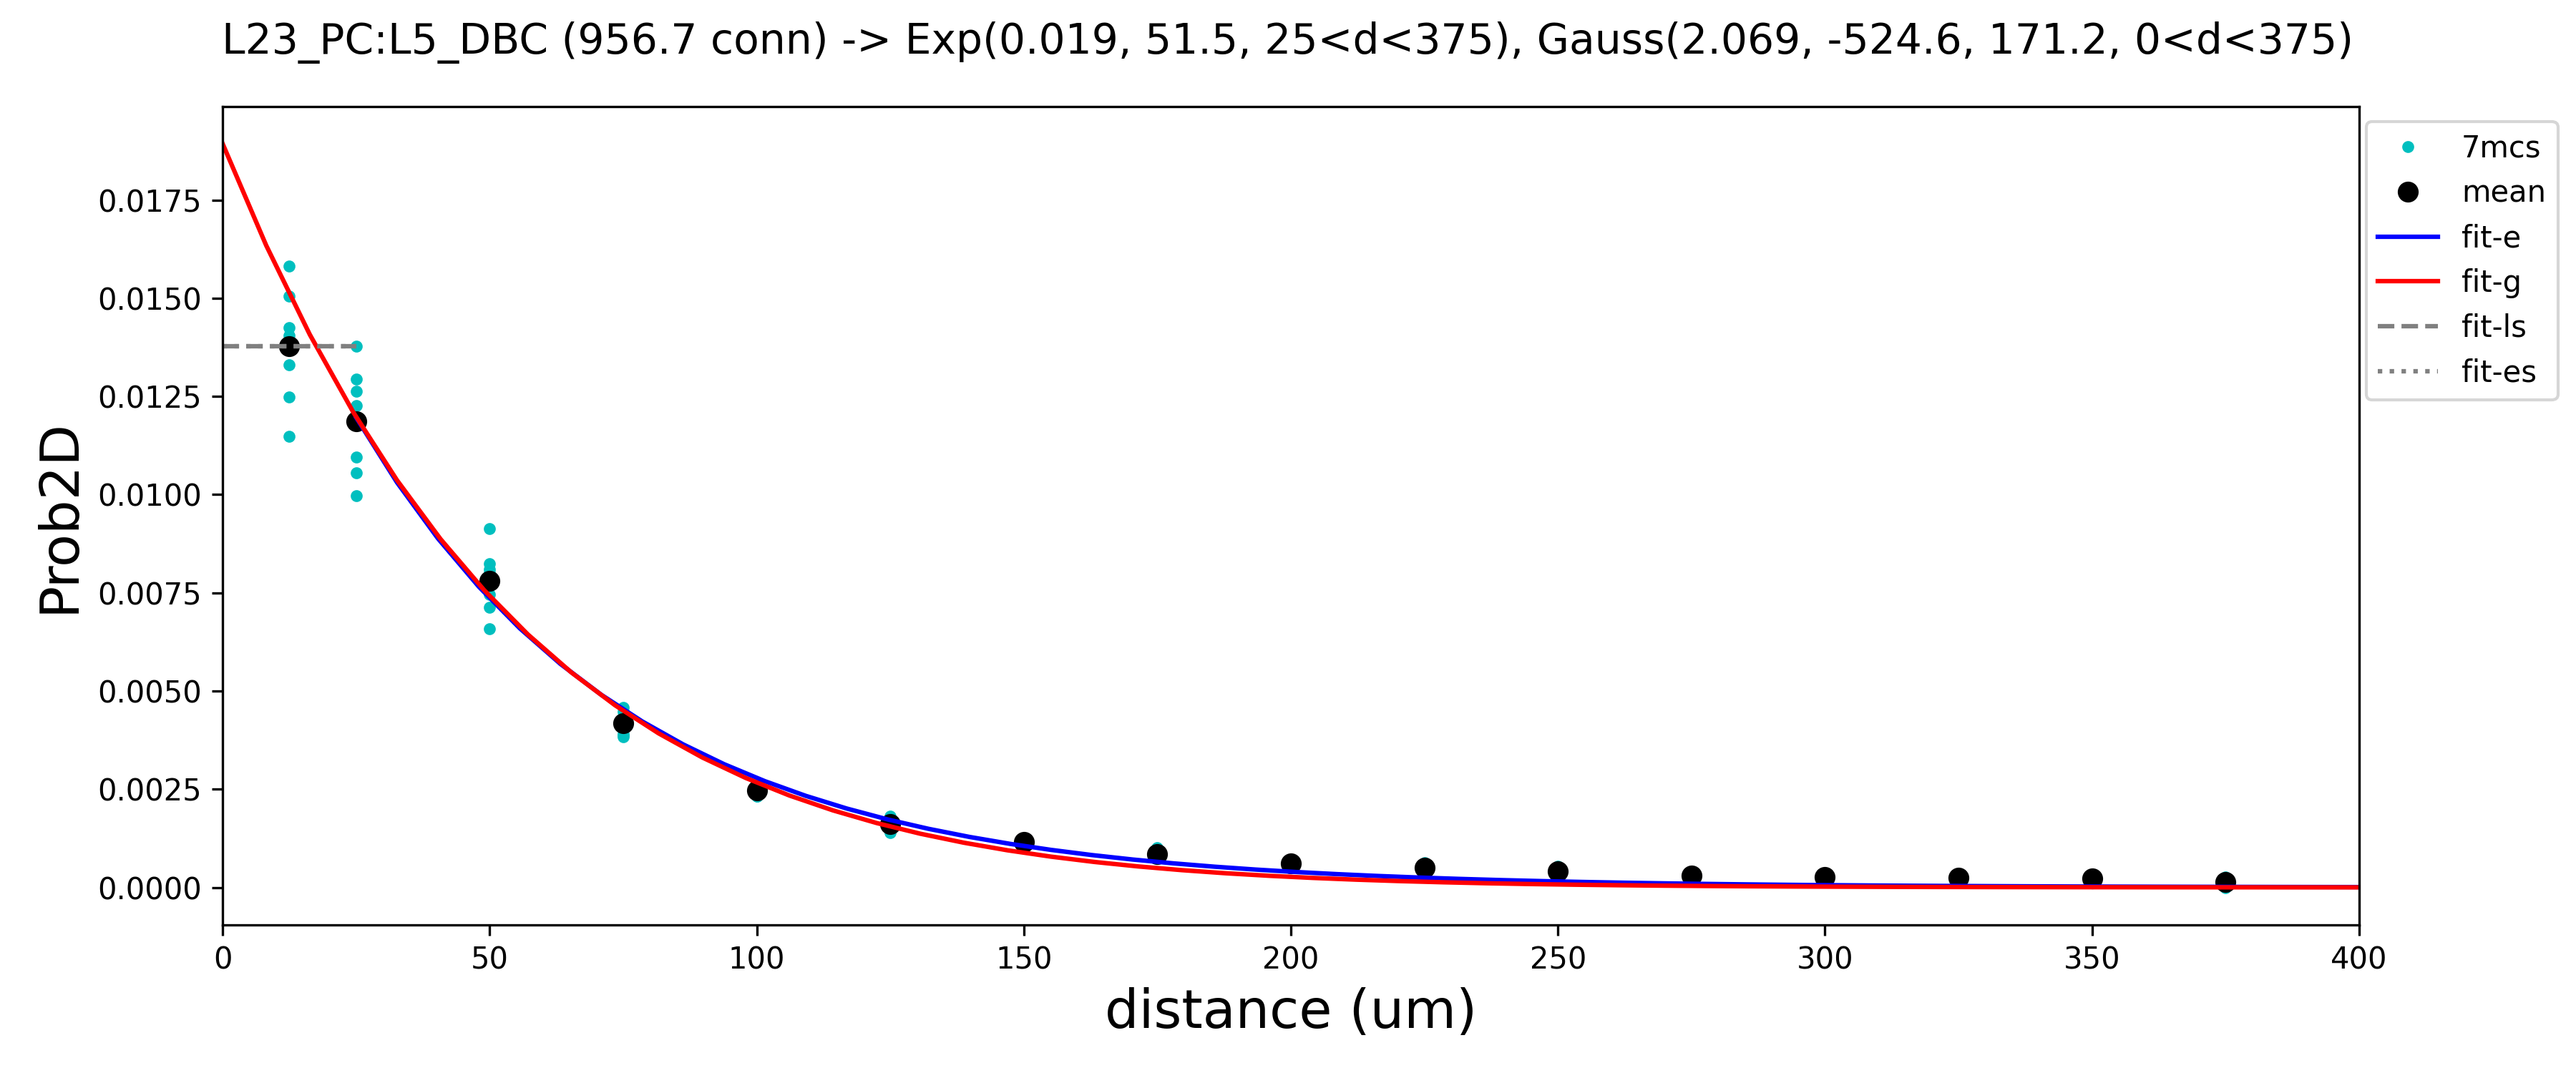 L23_PC:L5_DBC (956.7 conn) -> Exp(0.019, 51.5, 25<d<375), Gauss(2.069, -524.6, 171.2, 0<d<375)
7mcs
mean
fit-e
fit-g
fit-ls
fit-es
Prob2D
0.0175
0.0150
0.0125
0.0100
0.0075
0.0050
0.0025
0.0000
0 50 100 150 200 250 300 350 400
distance (um)